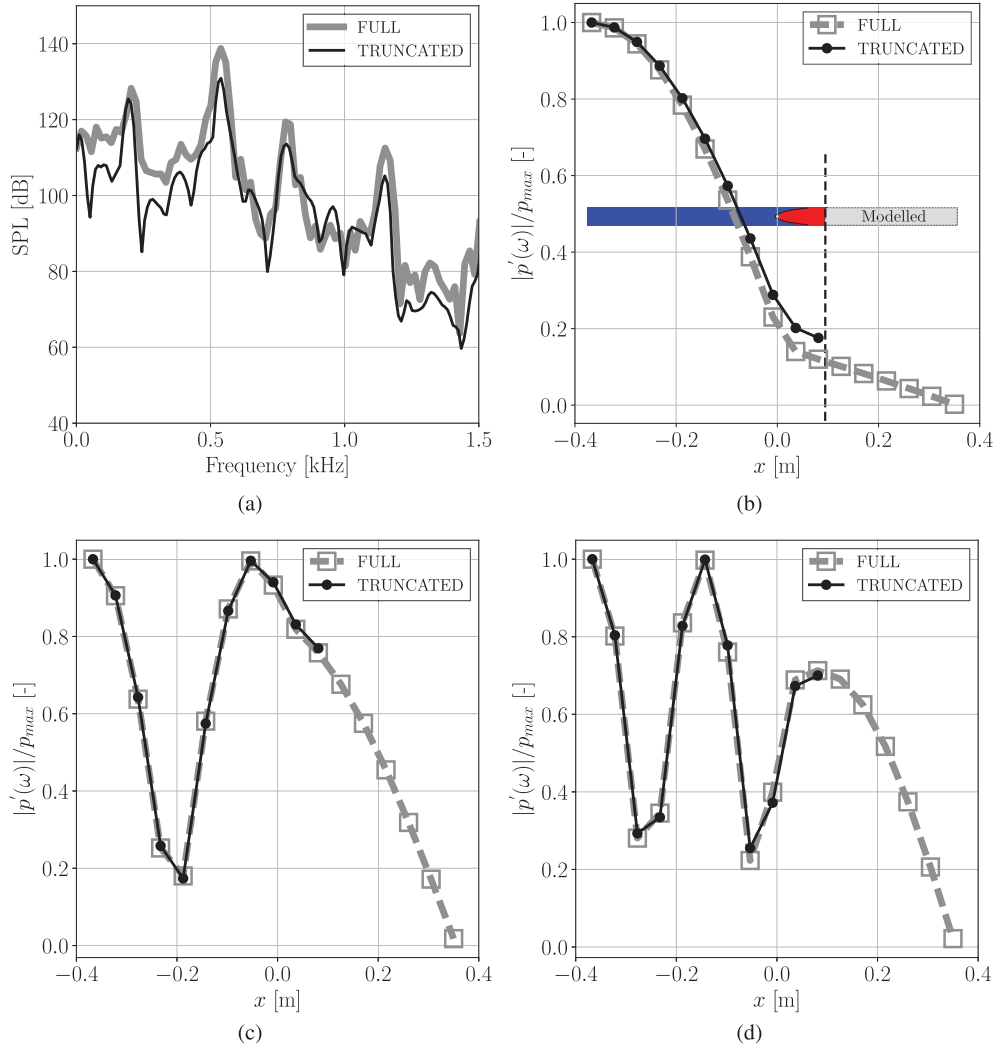 FULL
TRUNCATED
140
120
100
80
60
40
SPL [dB]
0.0 0.5 1.0 1.5
Frequency [kHz]
(a)
FULL
TRUNCATED
Modelled
1.0
0.8
0.6
0.4
0.2
0.0
|p′(ω)|/p_max [-]
−0.4 −0.2 0.0 0.2 0.4
x [m]
(b)
FULL
TRUNCATED
1.0
0.8
0.6
0.4
0.2
0.0
|p′(ω)|/p_max [-]
−0.4 −0.2 0.0 0.2 0.4
x [m]
(c)
FULL
TRUNCATED
1.0
0.8
0.6
0.4
0.2
0.0
|p′(ω)|/p_max [-]
−0.4 −0.2 0.0 0.2 0.4
x [m]
(d)